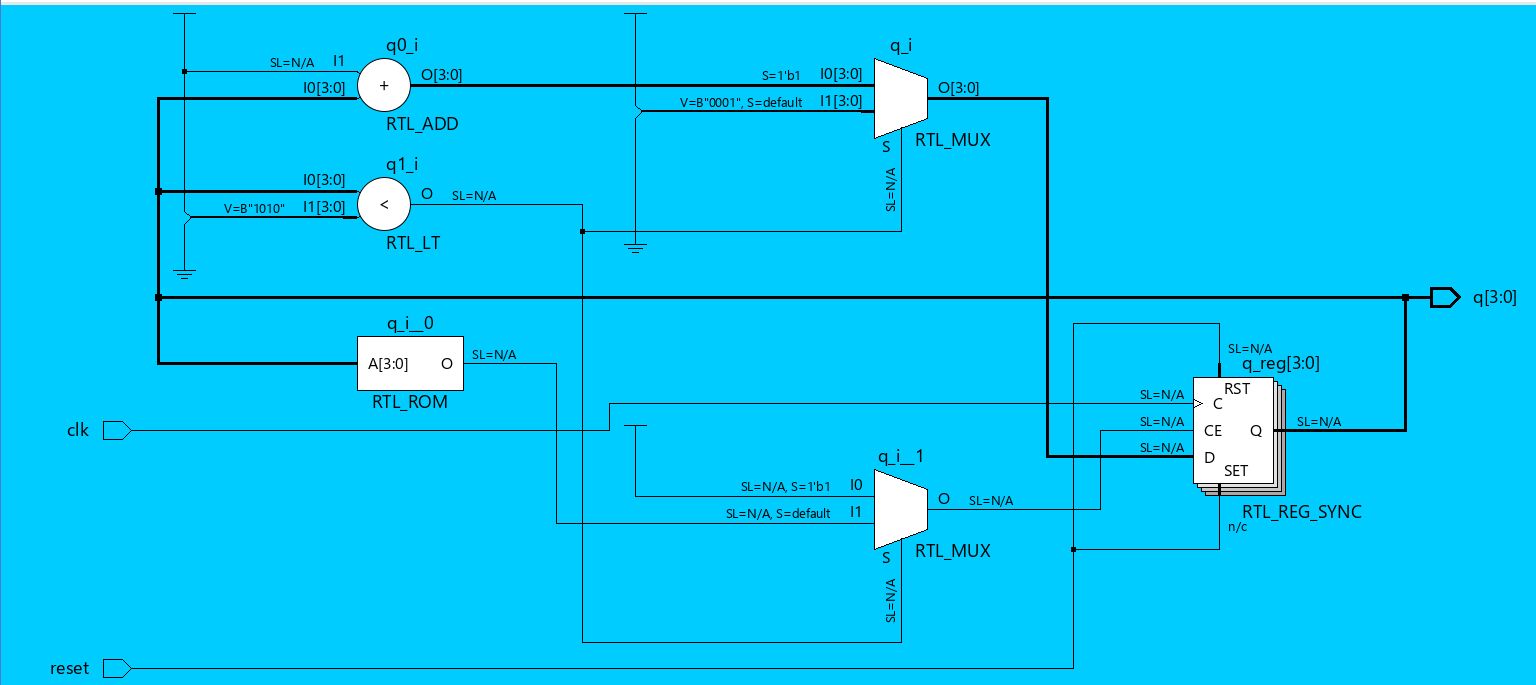 q0_i
q_i
SL=N/A I1
I0[3:0]
+
O[3:0]
RTL_ADD
S=1'b1 I0[3:0]
V=B"0001", S=default I1[3:0]
O[3:0]
S
RTL_MUX
SL=N/A
q1_i
I0[3:0]
V=B"1010" I1[3:0]
<
O SL=N/A
RTL_LT
q[3:0]
q_i__0
A[3:0] O
SL=N/A
RTL_ROM
SL=N/A
q_reg[3:0]
RST
SL=N/A C
SL=N/A CE Q SL=N/A
SL=N/A D
SET
RTL_REG_SYNC
n/c
clk
q_i__1
SL=N/A, S=1'b1 I0
SL=N/A, S=default I1
O SL=N/A
S
RTL_MUX
SL=N/A
reset